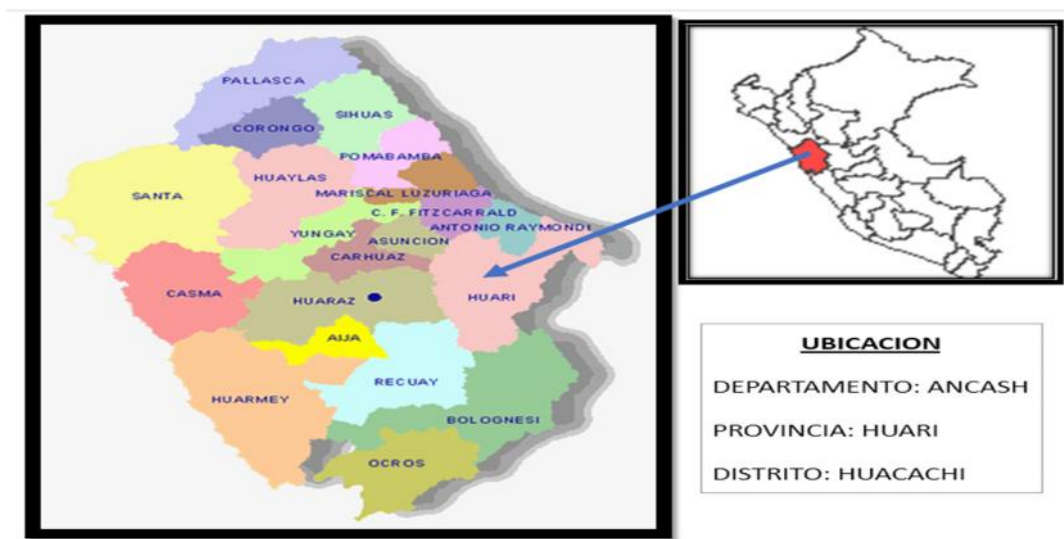 PALLASCA
SIHUAS
CORONGO
POMABAMBA
HUAYLAS
SANTA
MARISCAL LUZURIAGA
C. F. FITZCARRALD
ANTONIO RAYMONDI
YUNGAY
ASUNCION
CARHUAZ
CASMA
HUARAZ
HUARI
AIJA
RECUAY
HUARMEY
BOLOGNESI
OCROS
UBICACION
DEPARTAMENTO: ANCASH
PROVINCIA: HUARI
DISTRITO: HUACACHI